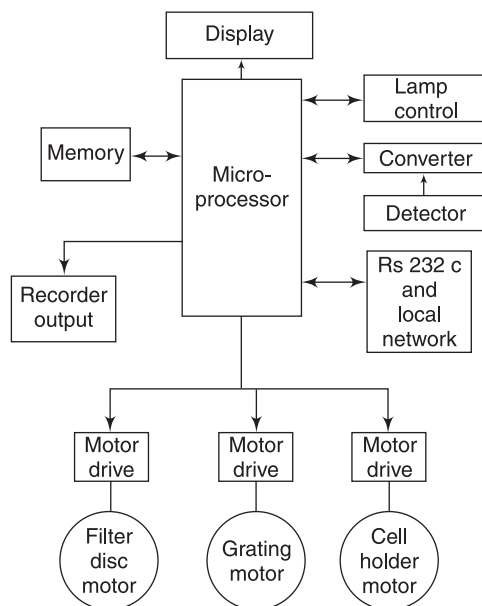 Display
Lamp
control
Memory
Micro-
processor
Converter
Detector
Recorder
output
Rs 232 c
and
local
network
Motor
drive
Motor
drive
Motor
drive
Filter
disc
motor
Grating
motor
Cell
holder
motor